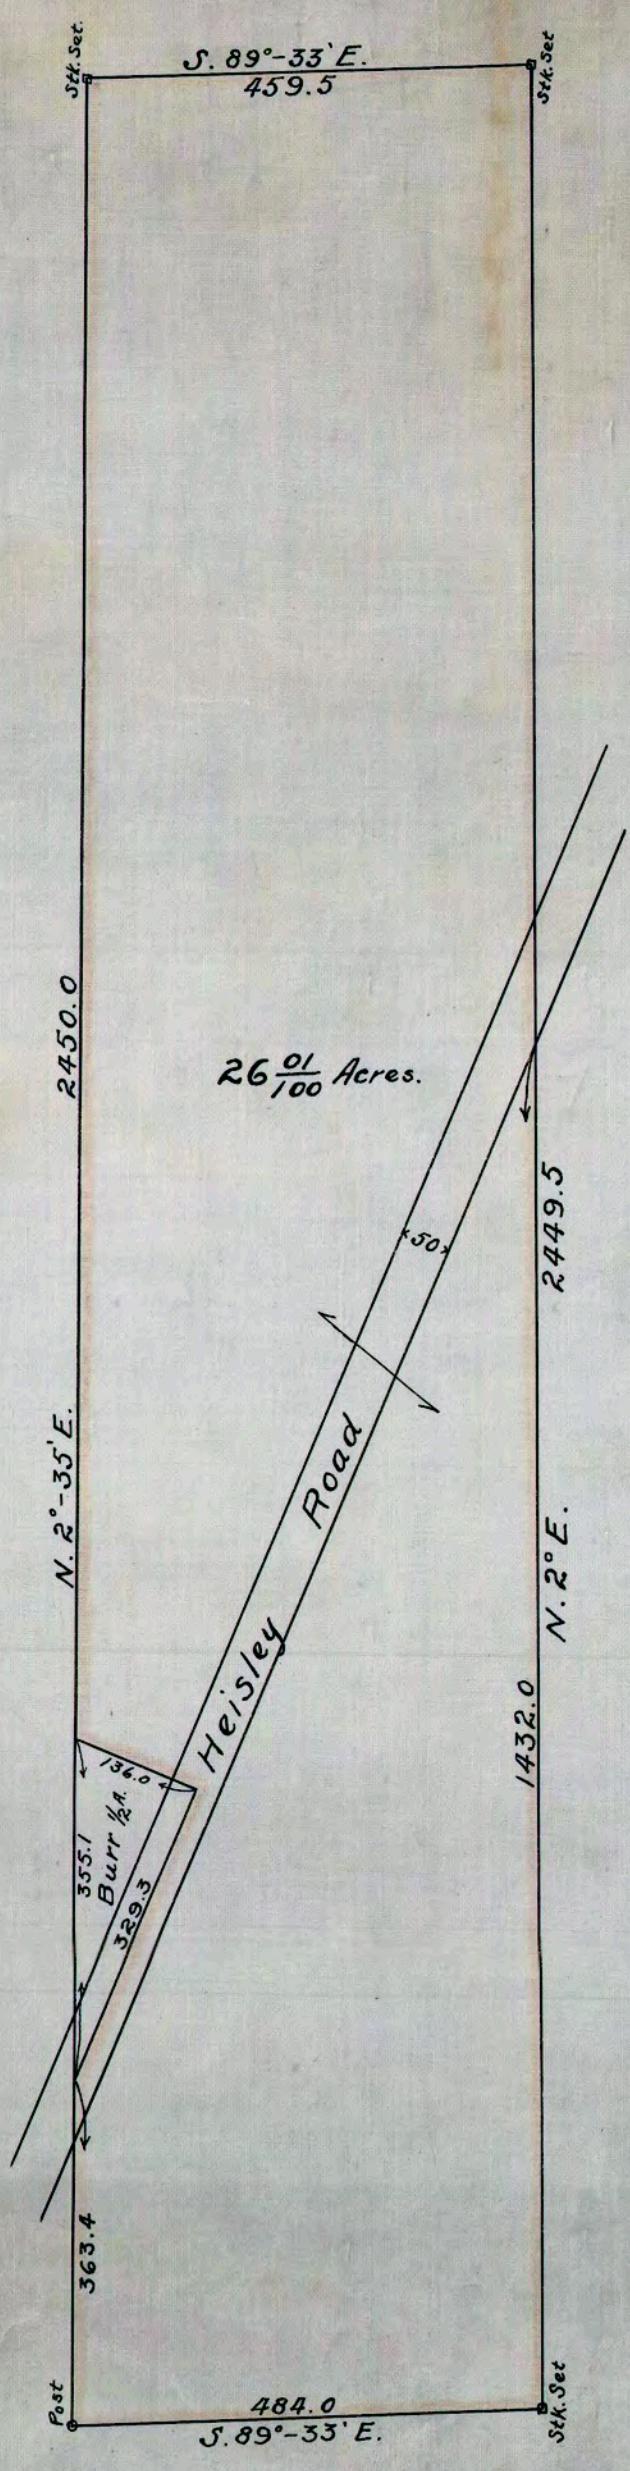 Stk. Set.
S. 89°-33' E.
459.5
Stk. Set
2450.0
26 01/100 Acres.
2449.5
50
N. 2°-35' E.
N. 2° E.
Road
Heisley
1432.0
136.0
Burr ½ A.
355.1
329.3
363.4
Post
484.0
S. 89°-33' E.
Stk. Set